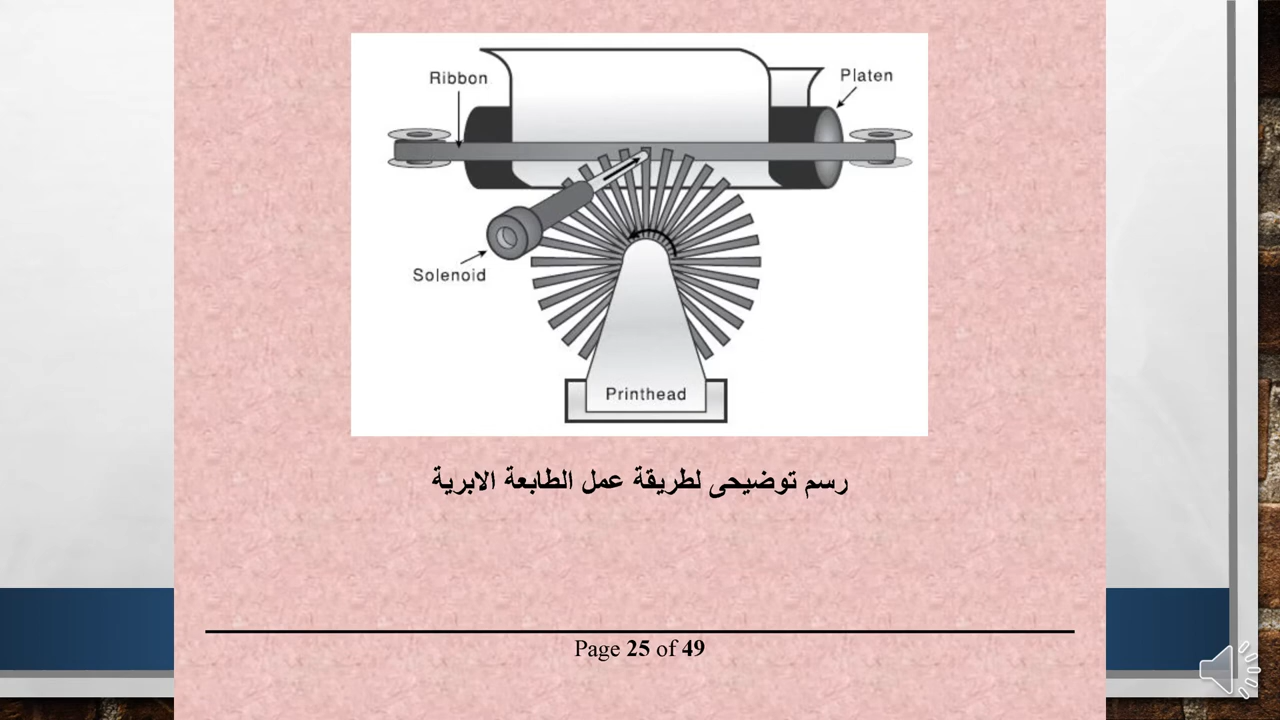 Ribbon
Platen
Solenoid
Printhead
رسم توضيحى لطريقة عمل الطابعة الابرية
Page 25 of 49